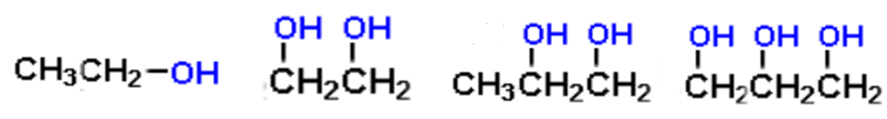 OH OH OH OH OH OH OH
CH₃CH₂–OH CH₂CH₂ CH₃CH₂CH₂ CH₂CH₂CH₂